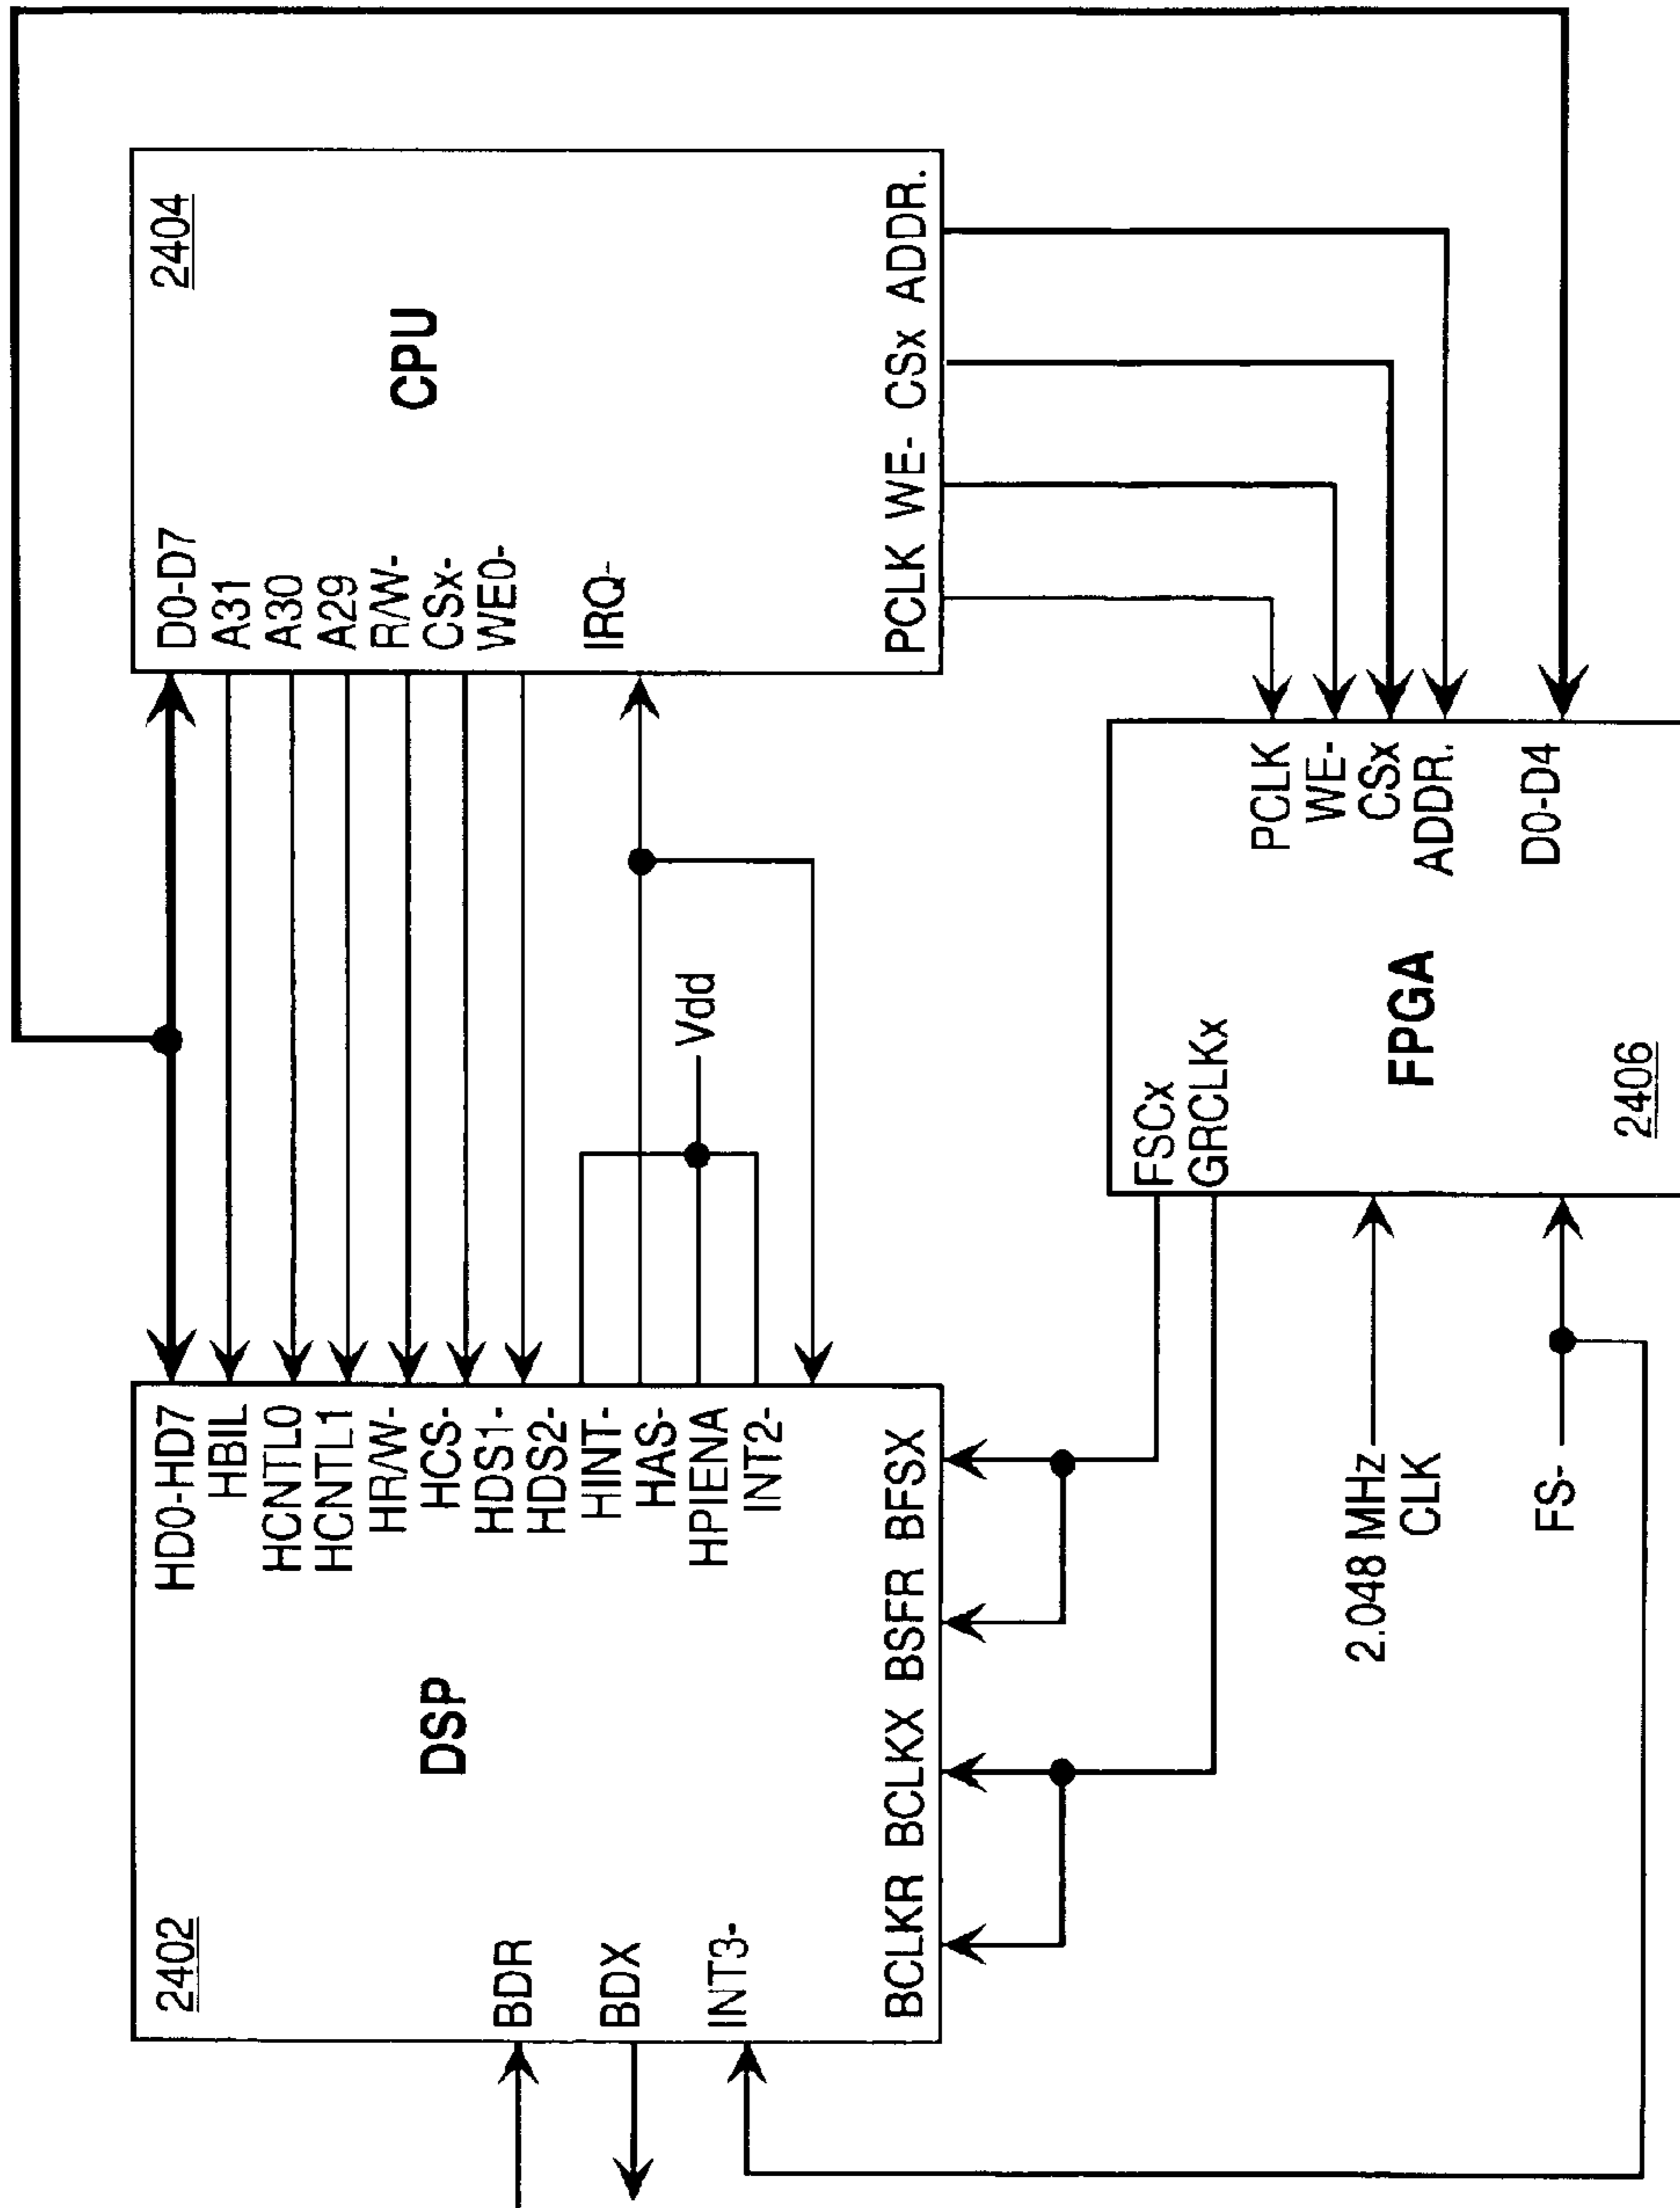 2402
DSP
BDR
BDX
INT3-
HD0-HD7
HBIL
HCNTL0
HCNTL1
HR/W-
HCS-
HDS1-
HDS2-
HINT-
HAS-
HPIENA
INT2-
BCLKR BCLKX BSFR BFSX
Vdd
2404
CPU
D0-D7
A31
A30
A29
R/W-
CSx-
WE0-
IRQ-
PCLK WE- CSx ADDR.
FSCx
GRCLKx
FPGA
2406
PCLK
WE-
CSx
ADDR.
D0-D4
2.048 MHz
CLK
FS-